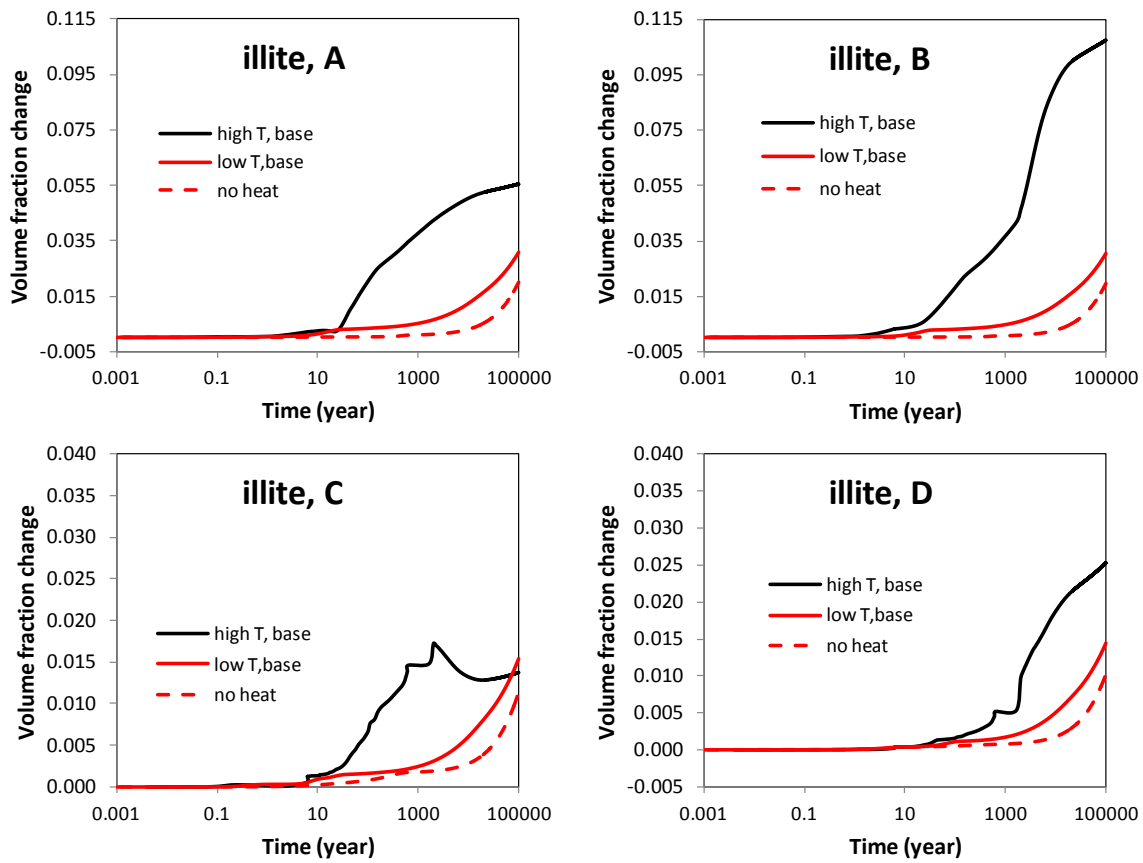 illite, A
Volume fraction change
0.115
0.095
0.075
0.055
0.035
0.015
-0.005
high T, base
low T,base
no heat
0.001
0.1
10
1000
100000
Time (year)
illite, B
Volume fraction change
0.115
0.095
0.075
0.055
0.035
0.015
-0.005
high T, base
low T,base
no heat
0.001
0.1
10
1000
100000
Time (year)
illite, C
Volume fraction change
0.040
0.035
0.030
0.025
0.020
0.015
0.010
0.005
0.000
high T, base
low T,base
no heat
0.001
0.1
10
1000
100000
Time (year)
illite, D
Volume fraction change
0.040
0.035
0.030
0.025
0.020
0.015
0.010
0.005
0.000
-0.005
high T, base
low T,base
no heat
0.001
0.1
10
1000
100000
Time (year)